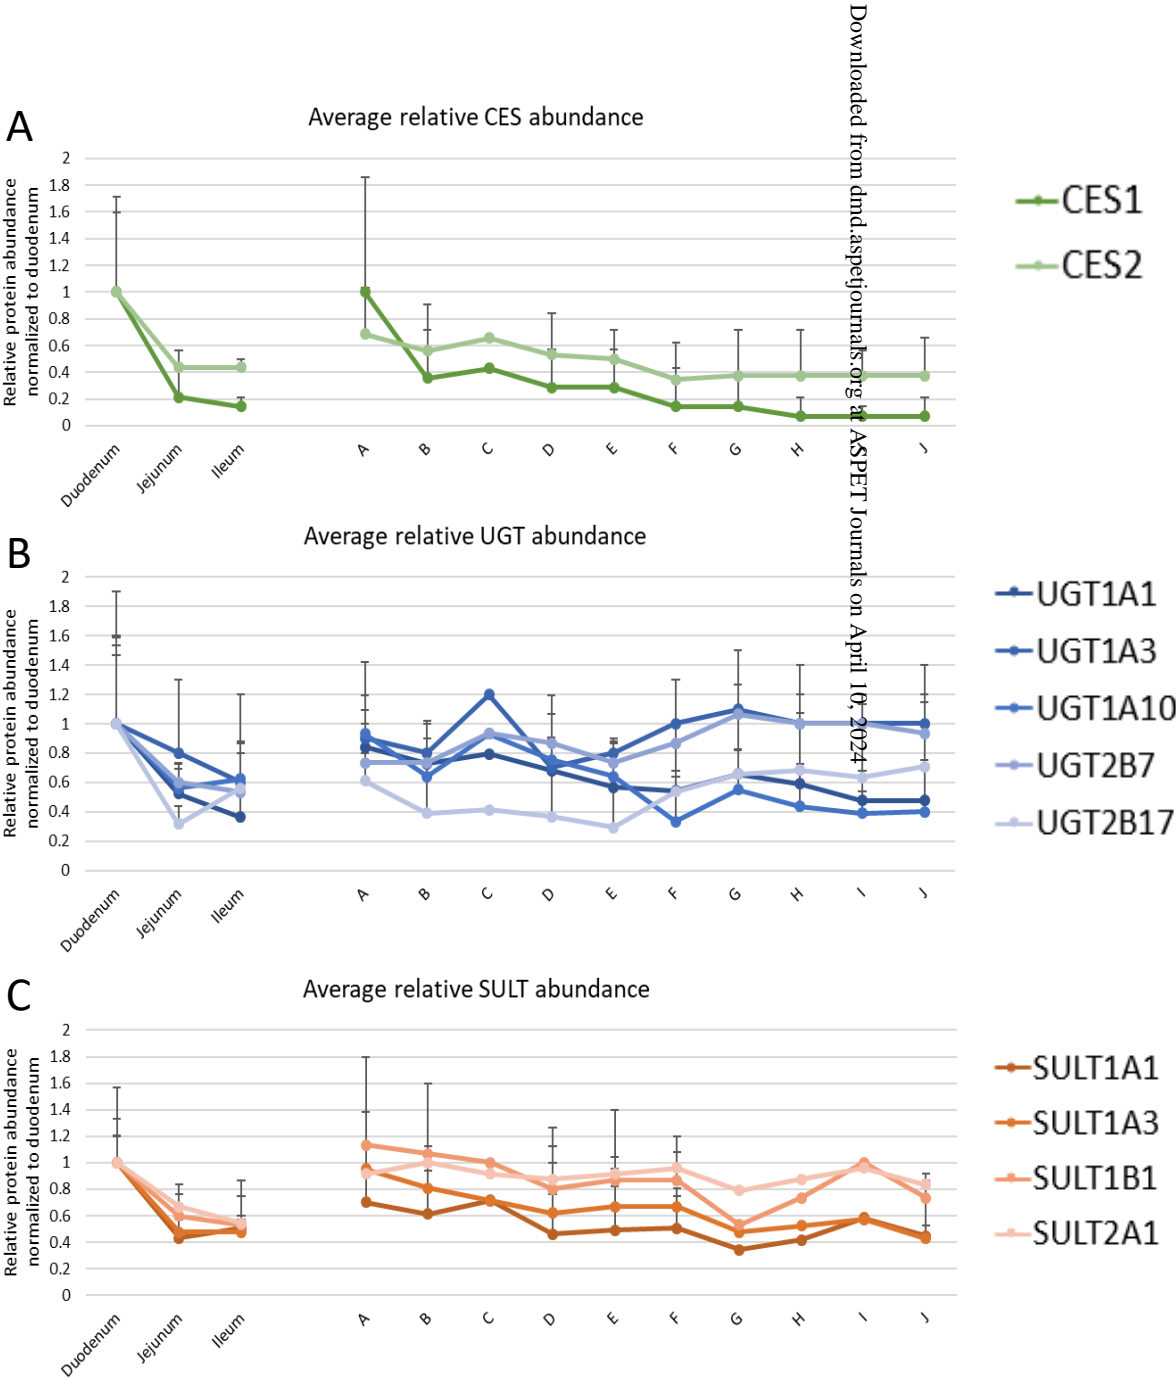 Downloaded from dmd.aspetjournals.org at ASPET Journals on April 10, 2024
A
Average relative CES abundance
Relative protein abundance
normalized to duodenum
2
1.8
1.6
1.4
1.2
1
0.8
0.6
0.4
0.2
0
Duodenum
Jejunum
Ileum
A
B
C
D
E
F
G
H
I
J
CES1
CES2
B
Average relative UGT abundance
Relative protein abundance
normalized to duodenum
2
1.8
1.6
1.4
1.2
1
0.8
0.6
0.4
0.2
0
Duodenum
Jejunum
Ileum
A
B
C
D
E
F
G
H
I
J
UGT1A1
UGT1A3
UGT1A10
UGT2B7
UGT2B17
C
Average relative SULT abundance
Relative protein abundance
normalized to duodenum
2
1.8
1.6
1.4
1.2
1
0.8
0.6
0.4
0.2
0
Duodenum
Jejunum
Ileum
A
B
C
D
E
F
G
H
I
J
SULT1A1
SULT1A3
SULT1B1
SULT2A1